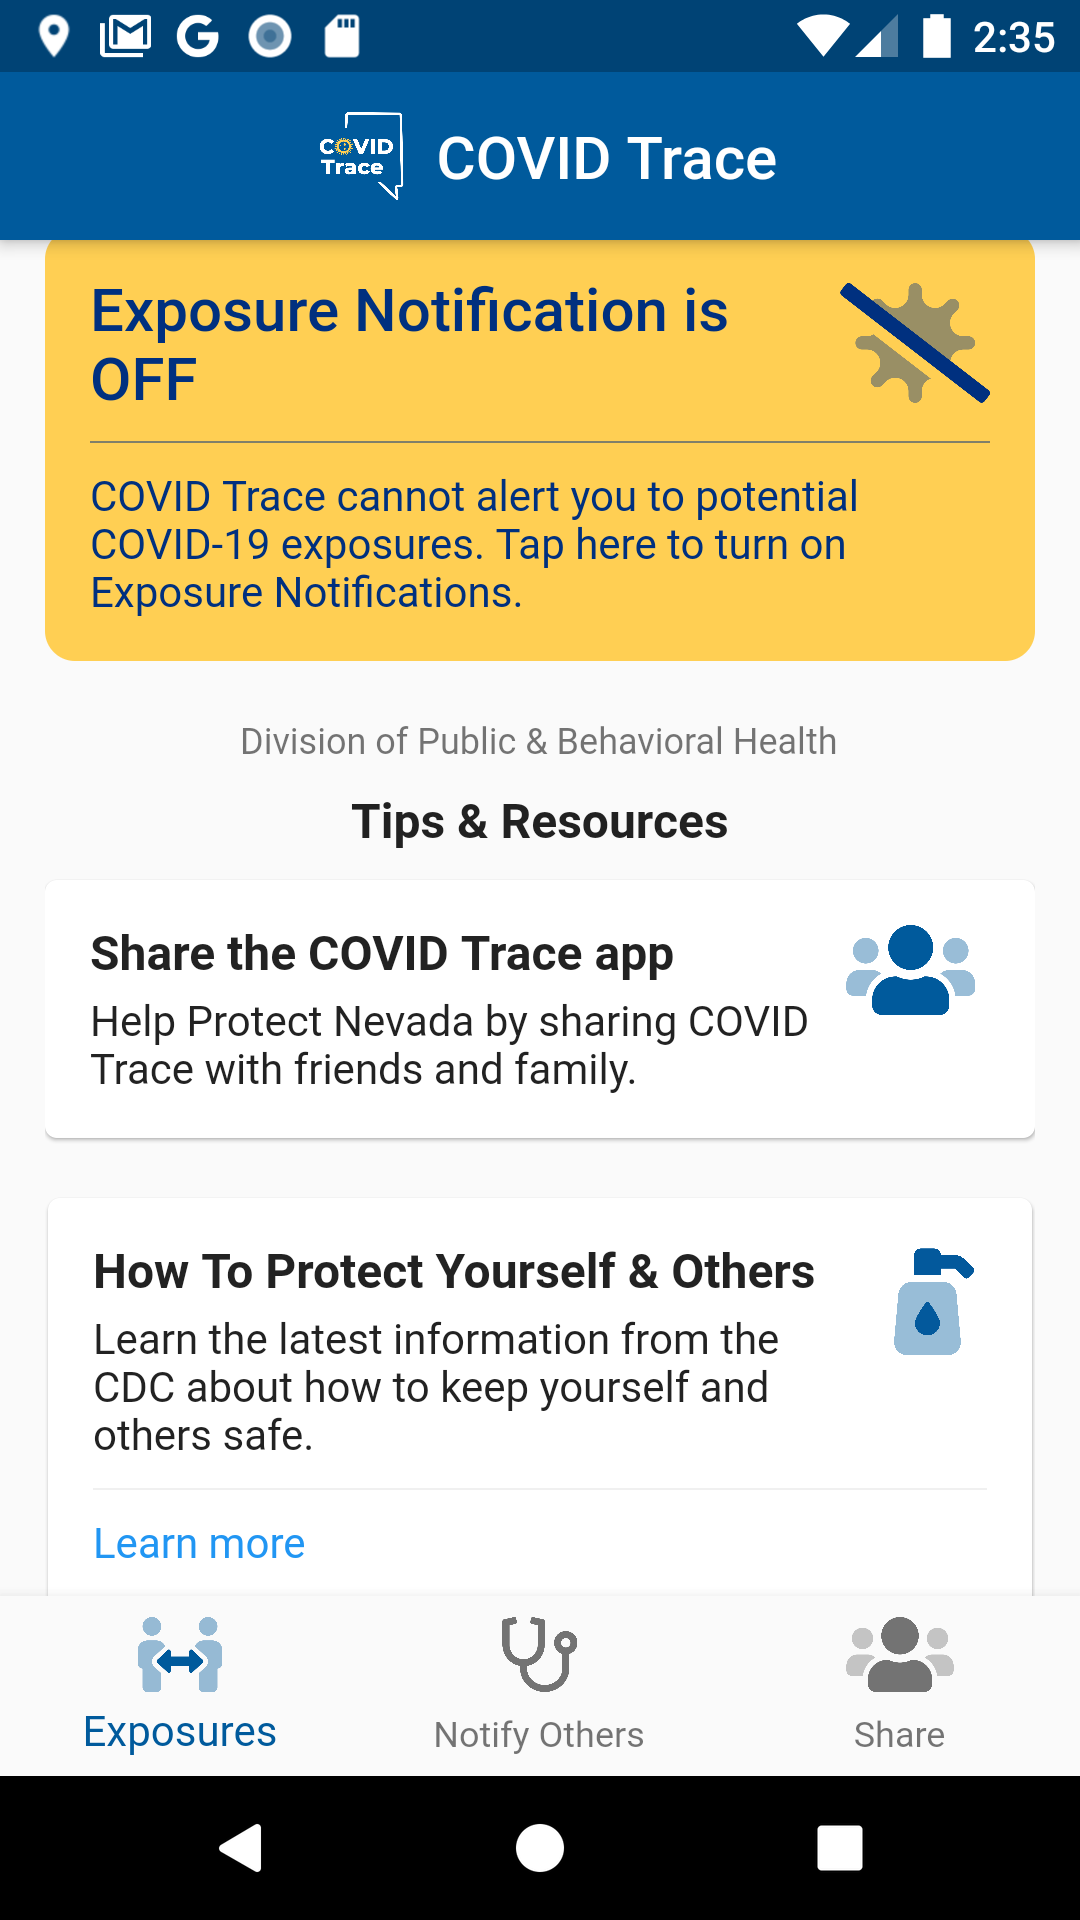 2:35
COVID
Trace
COVID Trace
Exposure Notification is
OFF
COVID Trace cannot alert you to potential
COVID-19 exposures. Tap here to turn on
Exposure Notifications.
Division of Public & Behavioral Health
Tips & Resources
Share the COVID Trace app
Help Protect Nevada by sharing COVID
Trace with friends and family.
How To Protect Yourself & Others
Learn the latest information from the
CDC about how to keep yourself and
others safe.
Learn more
Exposures
Notify Others
Share